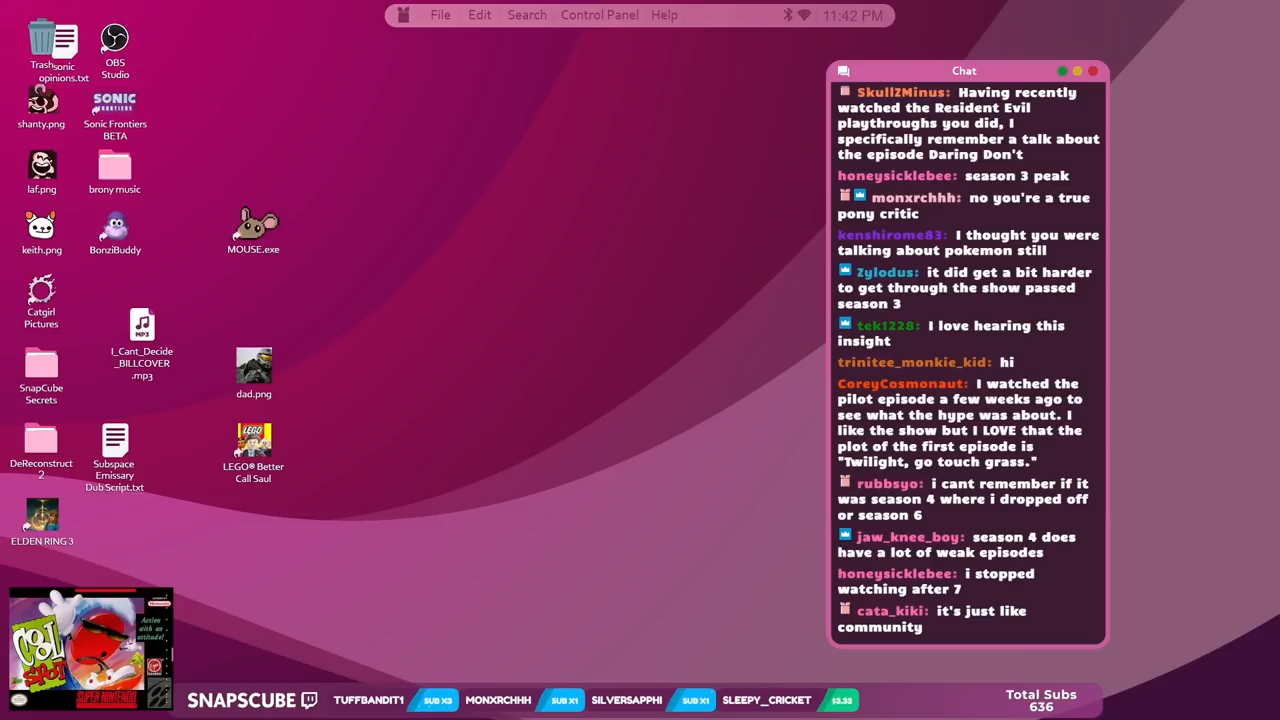 File Edit Search Control Panel Help 11:42 PM
Trash
sonic
opinions.txt
OBS
Studio
shanty.png
SONIC
FRONTIERS
Sonic Frontiers
BETA
laf.png
brony music
keith.png
BonziBuddy
MOUSE.exe
Catgirl
Pictures
MP3
I_Cant_Decide
_BILLCOVER
.mp3
SnapCube
Secrets
dad.png
DeReconstruct
2
Subspace
Emissary
Dub Script.txt
LEGO
LEGO® Better
Call Saul
ELDEN RING 3
Chat
SkullZMinus: Having recently
watched the Resident Evil
playthroughs you did, I
specifically remember a talk about
the episode Daring Don't
honeysicklebee: season 3 peak
monxrchhh: no you're a true
pony critic
kenshirome83: I thought you were
talking about pokemon still
Zylodus: it did get a bit harder
to get through the show passed
season 3
tek1228: I love hearing this
insight
trinitee_monkie_kid: hi
CoreyCosmonaut: I watched the
pilot episode a few weeks ago to
see what the hype was about. I
like the show but I LOVE that the
plot of the first episode is
"Twilight, go touch grass."
rubbsyo: i cant remember if it
was season 4 where i dropped off
or season 6
jaw_knee_boy: season 4 does
have a lot of weak episodes
honeysicklebee: i stopped
watching after 7
cata_kiki: it's just like
community
Action
with an
attitude!
SPOT
SUPER NINTENDO
SNAPSCUBE
TUFFBANDIT1 SUB X3 MONXRCHHH SUB X1 SILVERSAPPHI SUB X1 SLEEPY__CRICKET $3.33
Total Subs
636